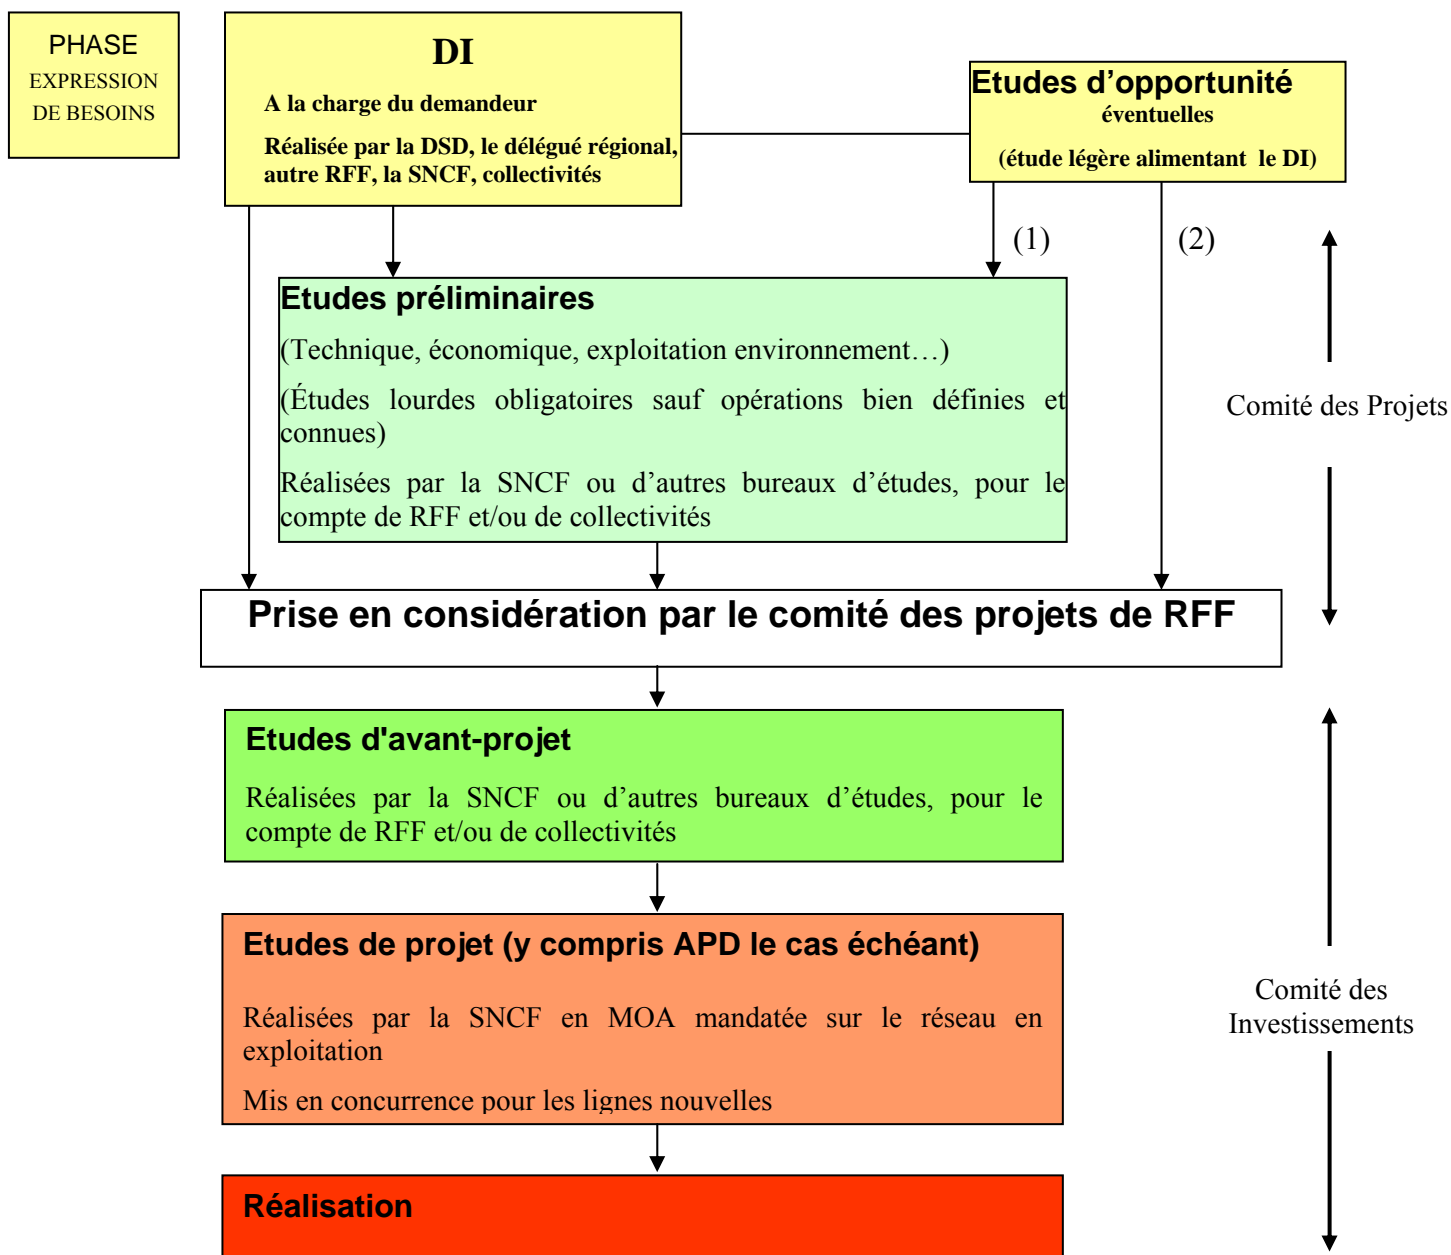 PHASE
EXPRESSION
DE BESOINS
DI
A la charge du demandeur
Réalisée par la DSD, le délégué régional,
autre RFF, la SNCF, collectivités
Etudes d’opportunité
éventuelles
(étude légère alimentant le DI)
(1)
(2)
Etudes préliminaires
(Technique, économique, exploitation environnement…)
(Études lourdes obligatoires sauf opérations bien définies et
connues)
Réalisées par la SNCF ou d’autres bureaux d’études, pour le
compte de RFF et/ou de collectivités
Comité des Projets
Prise en considération par le comité des projets de RFF
Etudes d'avant-projet
Réalisées par la SNCF ou d’autres bureaux d’études, pour le
compte de RFF et/ou de collectivités
Etudes de projet (y compris APD le cas échéant)
Réalisées par la SNCF en MOA mandatée sur le réseau en
exploitation
Mis en concurrence pour les lignes nouvelles
Comité des
Investissements
Réalisation